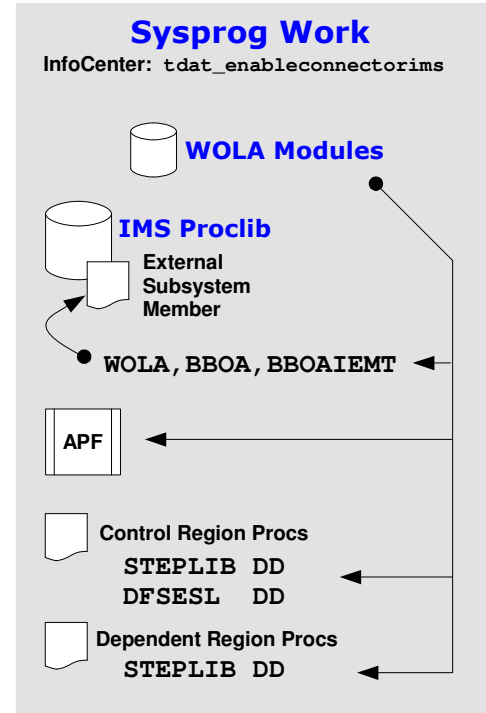 Sysprog Work
InfoCenter: tdat_enableconnectorims
WOLA Modules
IMS Proclib
External
Subsystem
Member
WOLA,BBOA,BBOAIEMT
APF
Control Region Procs
STEPLIB DD
DFSESL DD
Dependent Region Procs
STEPLIB DD